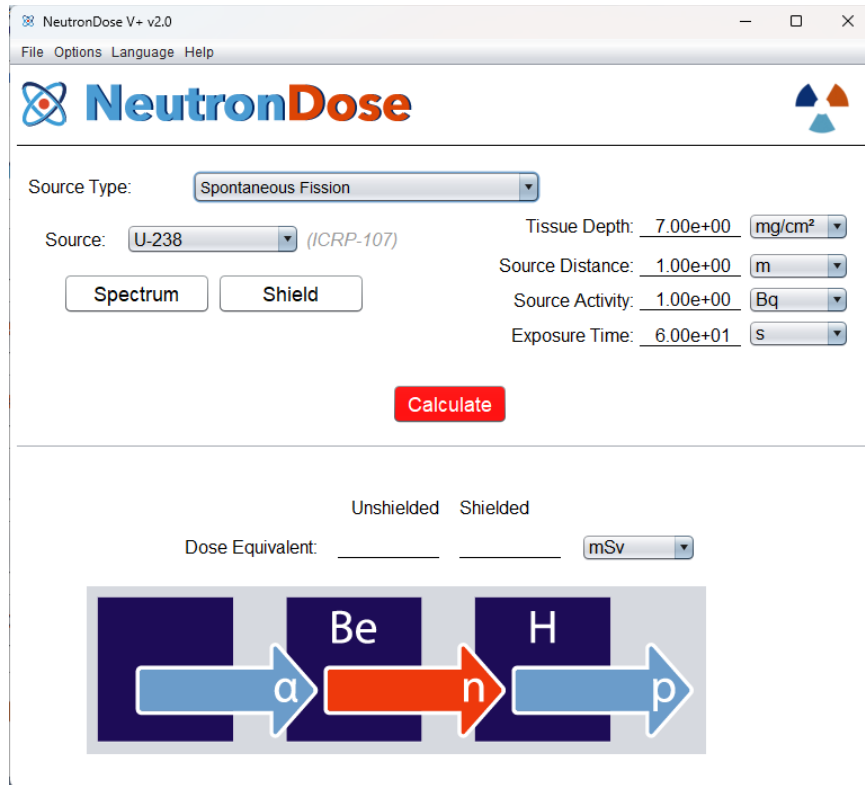 NeutronDose V+ v2.0
File Options Language Help
NeutronDose
Source Type: Spontaneous Fission
Source: U-238 (ICRP-107)
Spectrum Shield
Tissue Depth: 7.00e+00 mg/cm²
Source Distance: 1.00e+00 m
Source Activity: 1.00e+00 Bq
Exposure Time: 6.00e+01 s
Calculate
Unshielded Shielded
Dose Equivalent: mSv
Be H
α n p